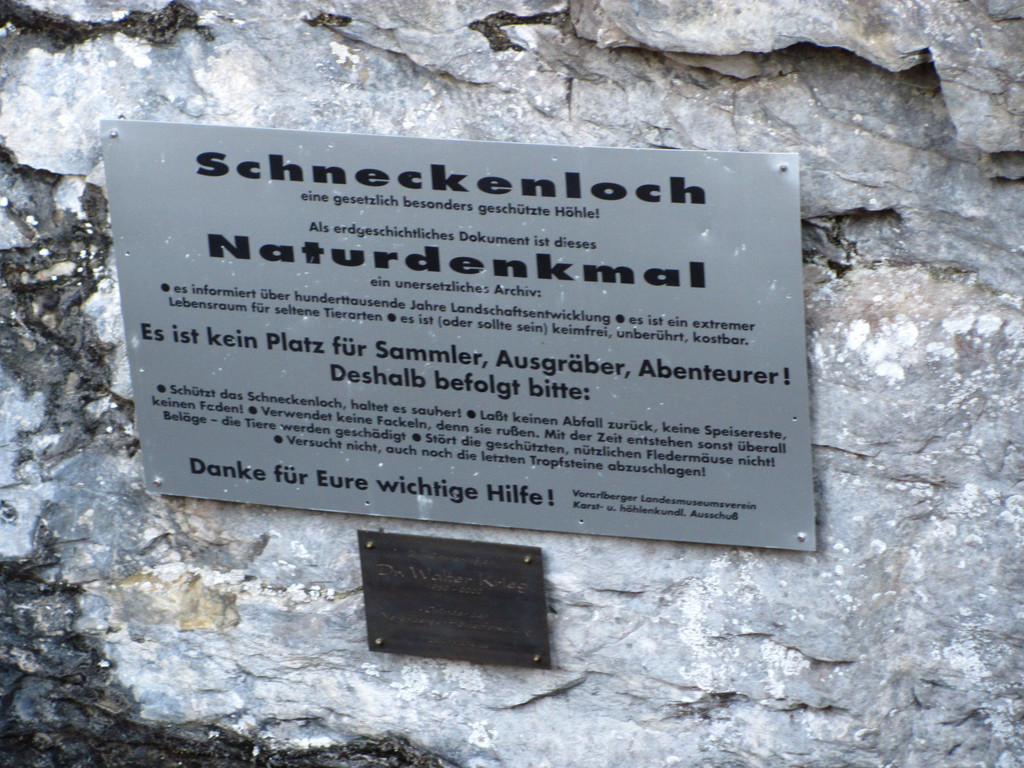 Schneckenloch
eine gesetzlich besonders geschützte Höhle!
Als erdgeschichtliches Dokument ist dieses
Naturdenkmal
ein unersetzliches Archiv:
● es informiert über hunderttausende Jahre Landschaftsentwicklung ● es ist ein extremer
Lebensraum für seltene Tierarten ● es ist (oder sollte sein) keimfrei, unberührt, kostbar.
Es ist kein Platz für Sammler, Ausgräber, Abenteurer!
Deshalb befolgt bitte:
● Schützt das Schneckenloch, haltet es sauber! ● Laßt keinen Abfall zurück, keine Speisereste,
keinen Faden! ● Verwendet keine Fackeln, denn sie rußen. Mit der Zeit entstehen sonst überall
Beläge – die Tiere werden geschädigt ● Stört die geschützten, nützlichen Fledermäuse nicht!
● Versucht nicht, auch noch die letzten Tropfsteine abzuschlagen!
Danke für Eure wichtige Hilfe!
Vorarlberger Landesmuseumsverein
Karst- u. höhlenkundl. Ausschuß
Dr. Walter Krieg